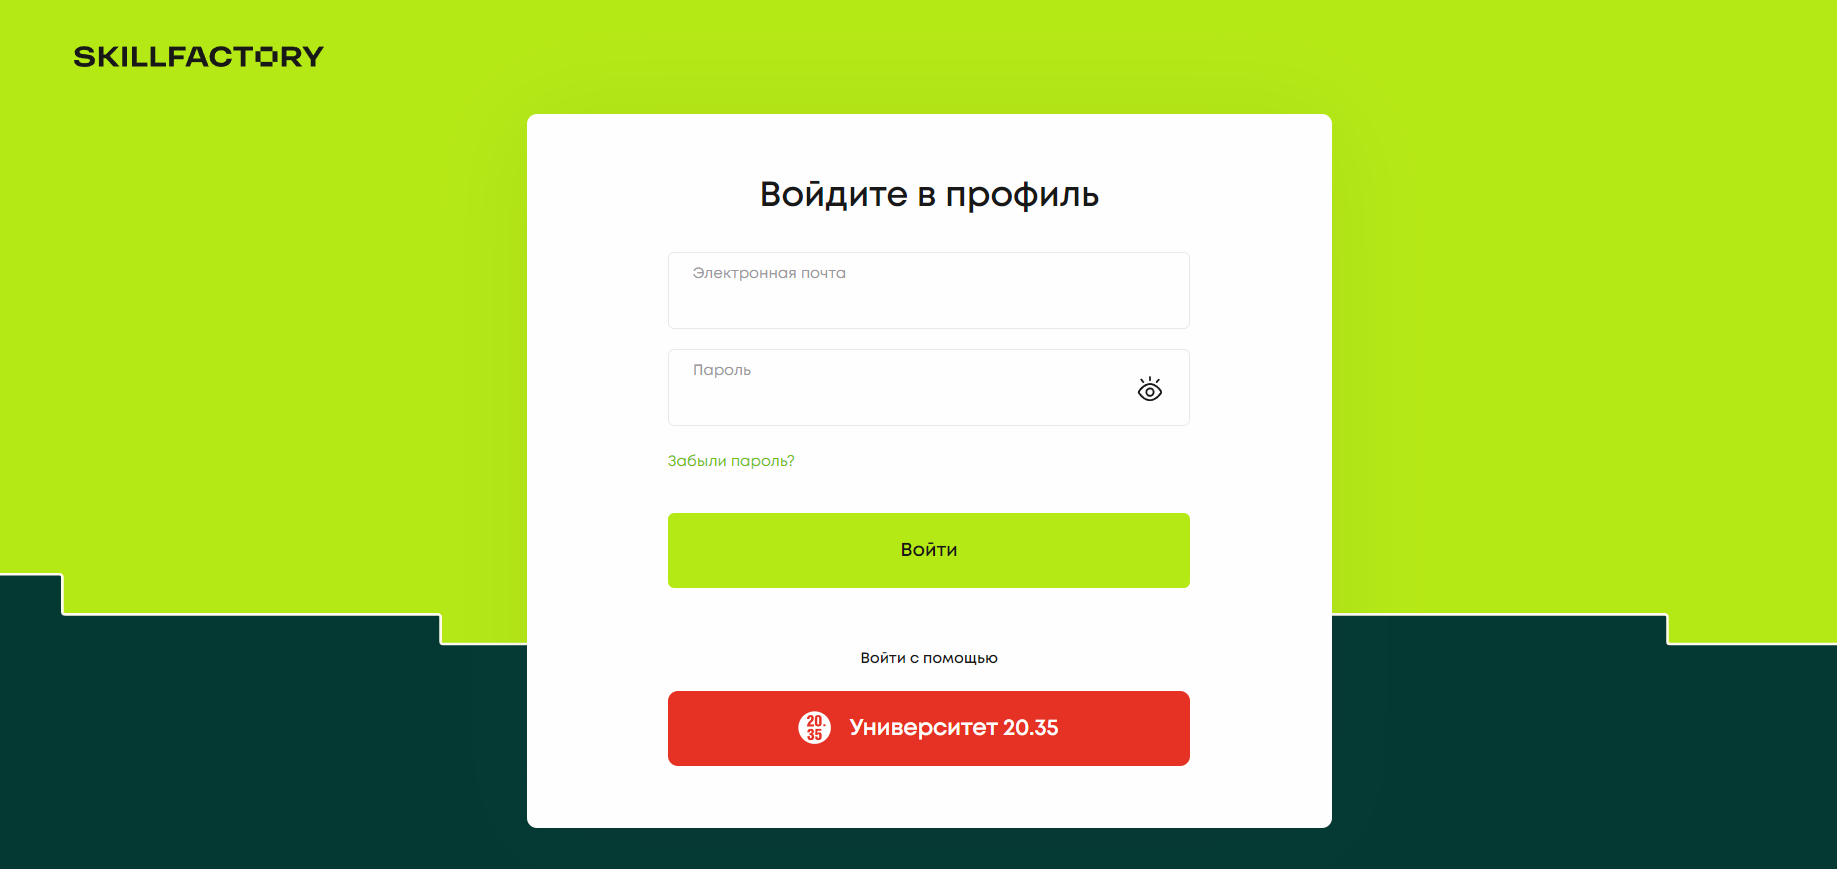 SKILLFACTORY
Войдите в профиль
Электронная почта
Пароль
Забыли пароль?
Войти
Войти с помощью
20.
35
Университет 20.35